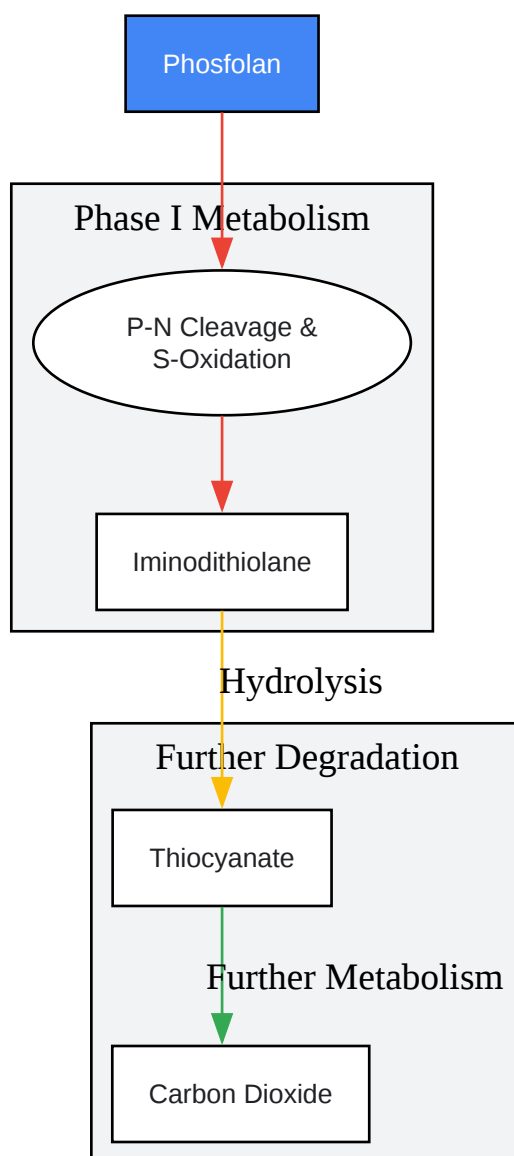 Phosfolan
Phase I Metabolism
P-N Cleavage &
S-Oxidation
Iminodithiolane
Hydrolysis
Further Degradation
Thiocyanate
Further Metabolism
Carbon Dioxide